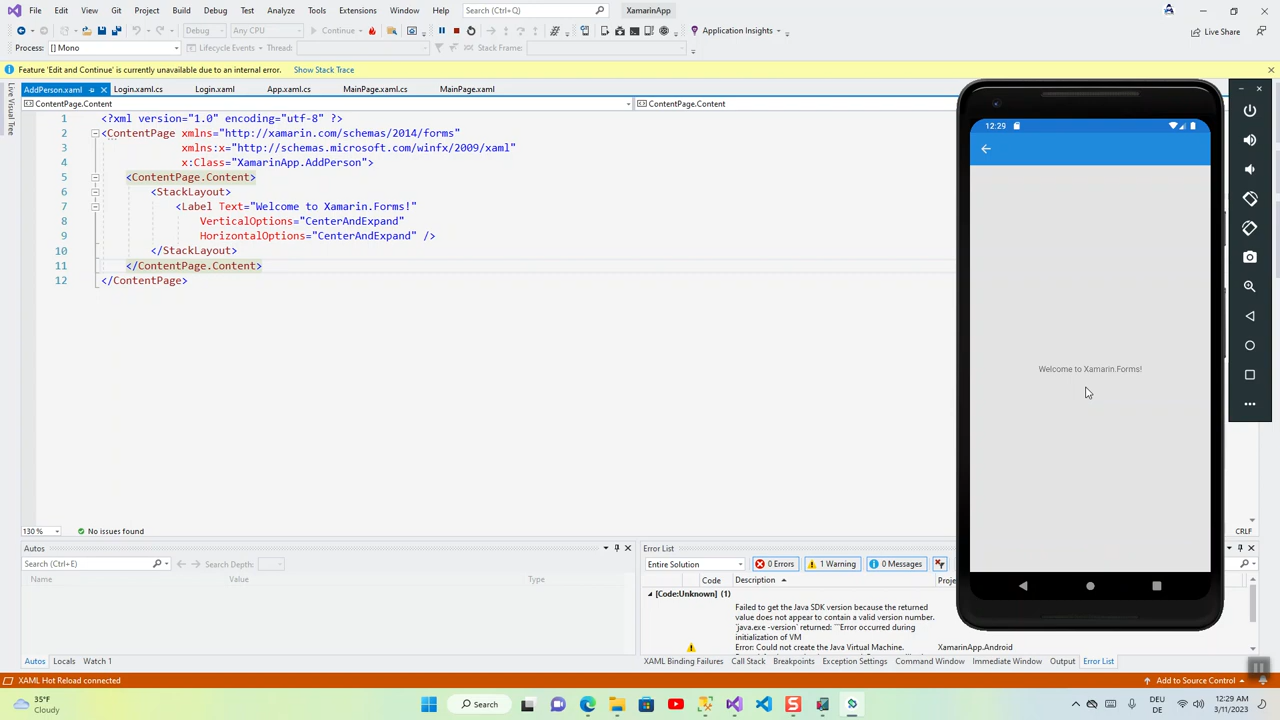 File Edit View Git Project Build Debug Test Analyze Tools Extensions Window Help Search (Ctrl+Q) XamarinApp
Debug Any CPU Continue Application Insights Live Share
Process: [] Mono Lifecycle Events Thread: Stack Frame:
Feature 'Edit and Continue' is currently unavailable due to an internal error. Show Stack Trace
Live Visual Tree
AddPerson.xaml Login.xaml.cs Login.xaml App.xaml.cs MainPage.xaml.cs MainPage.xaml
ContentPage.Content ContentPage.Content
1 <?xml version="1.0" encoding="utf-8" ?>
2 <ContentPage xmlns="http://xamarin.com/schemas/2014/forms"
3 xmlns:x="http://schemas.microsoft.com/winfx/2009/xaml"
4 x:Class="XamarinApp.AddPerson">
5 <ContentPage.Content>
6 <StackLayout>
7 <Label Text="Welcome to Xamarin.Forms!"
8 VerticalOptions="CenterAndExpand"
9 HorizontalOptions="CenterAndExpand" />
10 </StackLayout>
11 </ContentPage.Content>
12 </ContentPage>
12:29
Welcome to Xamarin.Forms!
130 % No issues found CRLF
Autos
Search (Ctrl+E) Search Depth:
Name Value Type
Error List
Entire Solution 0 Errors 1 Warning 0 Messages
Code Description
[Code:Unknown] (1)
Failed to get the Java SDK version because the returned
value does not appear to contain a valid version number.
`java.exe -version` returned: ```Error occurred during
initialization of VM
Error: Could not create the Java Virtual Machine. XamarinApp.Android
Autos Locals Watch 1
XAML Binding Failures Call Stack Breakpoints Exception Settings Command Window Immediate Window Output Error List
XAML Hot Reload connected Add to Source Control
35°F
Cloudy
Search
DEU
DE
12:29 AM
3/11/2023